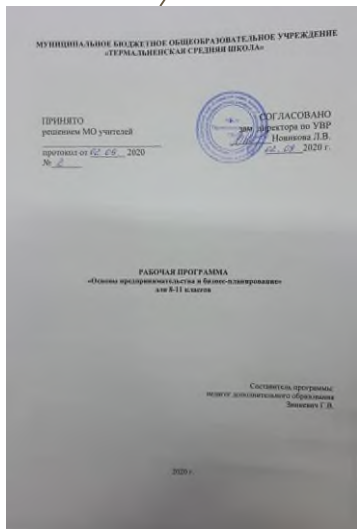 МУНИЦИПАЛЬНОЕ БЮДЖЕТНОЕ ОБЩЕОБРАЗОВАТЕЛЬНОЕ УЧРЕЖДЕНИЕ
«ТЕРМАЛЬНЕНСКАЯ СРЕДНЯЯ ШКОЛА»
ПРИНЯТО
решением МО учителей
протокол от 02.09. 2020
№ 2
СОГЛАСОВАНО
зам. директора по УВР
Новикова Л.В.
02.09 2020 г.
РАБОЧАЯ ПРОГРАММА
«Основы предпринимательства и бизнес-планирование»
для 8-11 классов
Составитель программы:
педагог дополнительного образования
Г.В.
2020 г.